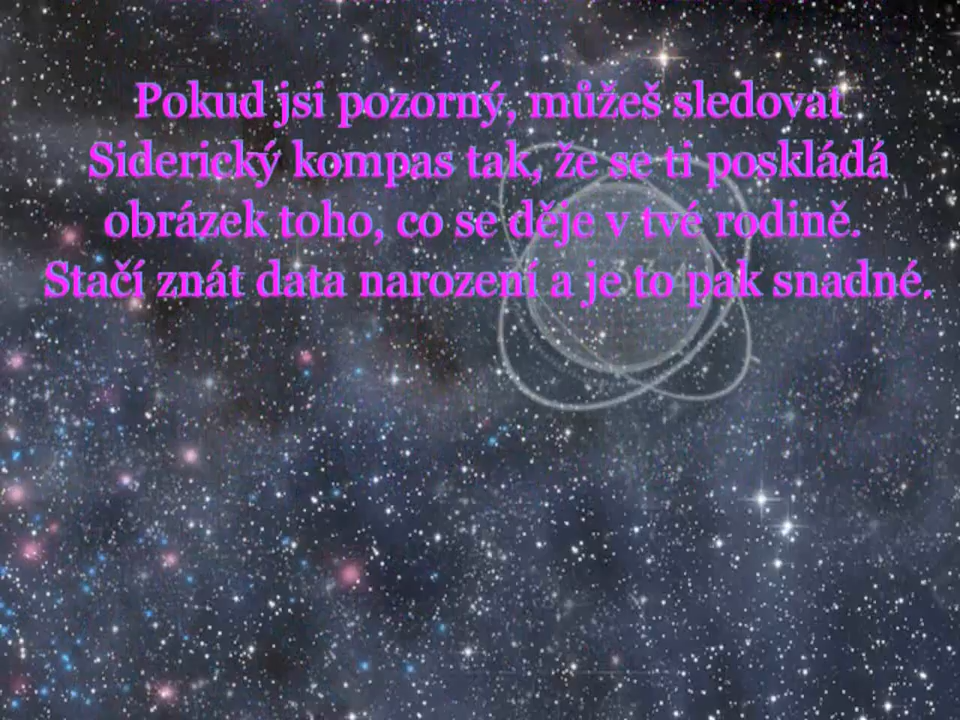 Pokud jsi pozorný, můžeš sledovat
Siderický kompas tak, že se ti poskládá
obrázek toho, co se děje v tvé rodině.
Stačí znát data narození a je to pak snadné.